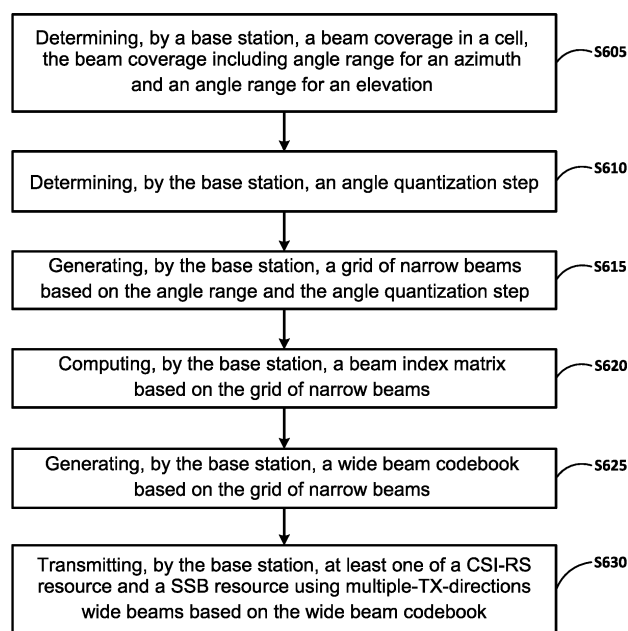 Determining, by a base station, a beam coverage in a cell,
the beam coverage including angle range for an azimuth
and an angle range for an elevation
S605
Determining, by the base station, an angle quantization step
S610
Generating, by the base station, a grid of narrow beams
based on the angle range and the angle quantization step
S615
Computing, by the base station, a beam index matrix
based on the grid of narrow beams
S620
Generating, by the base station, a wide beam codebook
based on the grid of narrow beams
S625
Transmitting, by the base station, at least one of a CSI-RS
resource and a SSB resource using multiple-TX-directions
wide beams based on the wide beam codebook
S630